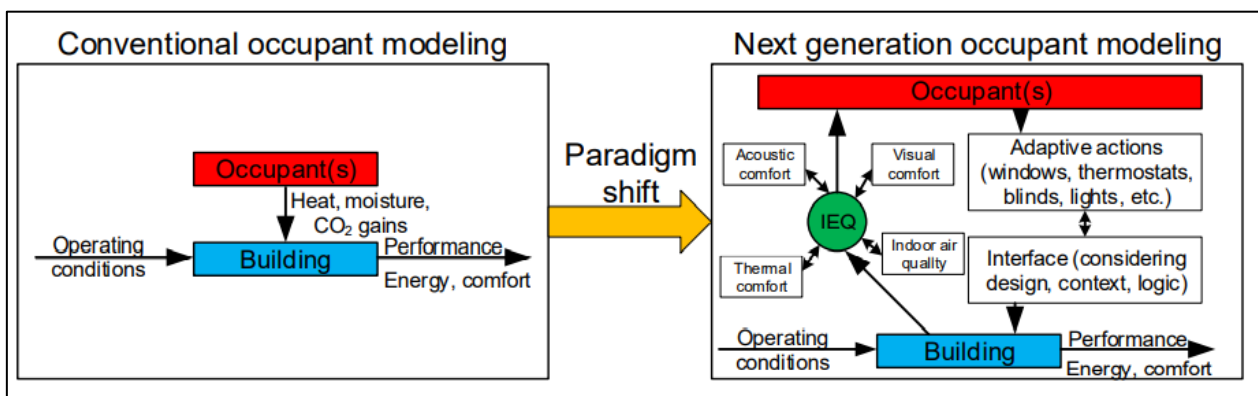 Conventional occupant modeling
Occupant(s)
Heat, moisture,
CO₂ gains
Operating
conditions
Building
Performance
Energy, comfort
Paradigm
shift
Next generation occupant modeling
Occupant(s)
Acoustic
comfort
Visual
comfort
IEQ
Thermal
comfort
Indoor air
quality
Adaptive actions
(windows, thermostats,
blinds, lights, etc.)
Interface (considering
design, context, logic)
Operating
conditions
Building
Performance
Energy, comfort